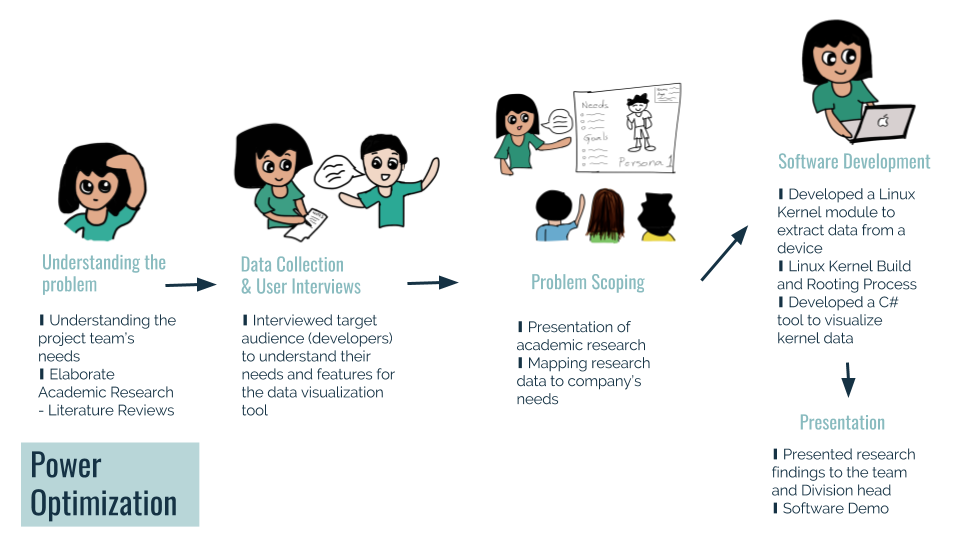 Understanding the
problem
▌Understanding the
project team's
needs
▌Elaborate
Academic Research
- Literature Reviews
Data Collection
& User Interviews
▌Interviewed target
audience (developers)
to understand their
needs and features for
the data visualization
tool
Needs
Goal
Persona 1
Problem Scoping
▌Presentation of
academic research
▌Mapping research
data to company's
needs
Software Development
▌Developed a Linux
Kernel module to
extract data from a
device
▌Linux Kernel Build
and Rooting Process
▌Developed a C#
tool to visualize
kernel data
Presentation
▌Presented research
findings to the team
and Division head
▌Software Demo
Power
Optimization